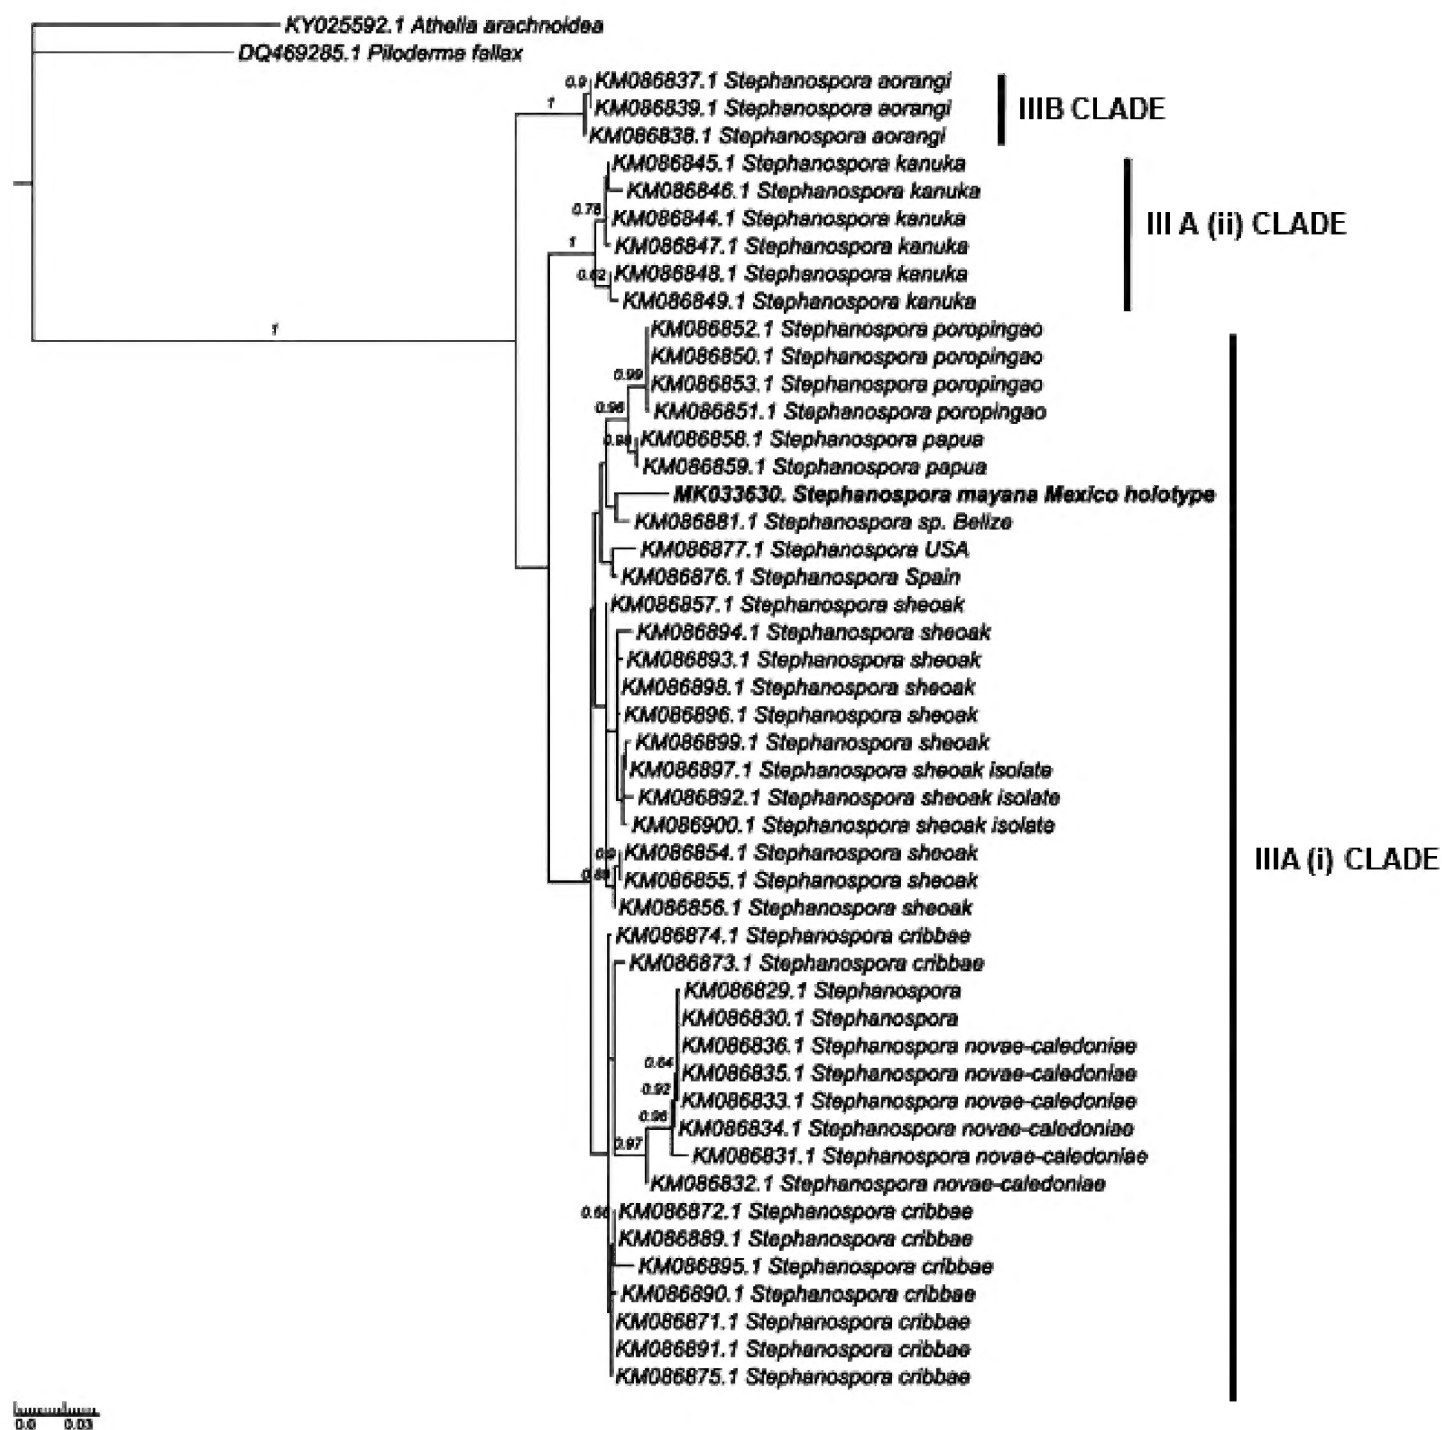 KY025592.1 Athelia arachnoidea
DQ469285.1 Piloderma fallax
0.9 KM086837.1 Stephanospora aorangi
1 KM086839.1 Stephanospora aorangi
IIIB CLADE
KM086838.1 Stephanospora aorangi
KM086845.1 Stephanospora kanuka
KM086846.1 Stephanospora kanuka
0.78 KM086844.1 Stephanospora kanuka
III A (ii) CLADE
1 KM086847.1 Stephanospora kanuka
0.62 KM086848.1 Stephanospora kanuka
KM086849.1 Stephanospora kanuka
1
KM086852.1 Stephanospora poropingao
KM086850.1 Stephanospora poropingao
0.99 KM086853.1 Stephanospora poropingao
0.96 KM086851.1 Stephanospora poropingao
0.98 KM086858.1 Stephanospora papua
KM086859.1 Stephanospora papua
MK033630. Stephanospora mayana Mexico holotype
KM086881.1 Stephanospora sp. Belize
KM086877.1 Stephanospora USA
KM086876.1 Stephanospora Spain
KM086857.1 Stephanospora sheoak
KM086894.1 Stephanospora sheoak
KM086893.1 Stephanospora sheoak
KM086898.1 Stephanospora sheoak
KM086896.1 Stephanospora sheoak
KM086899.1 Stephanospora sheoak
KM086897.1 Stephanospora sheoak isolate
KM086892.1 Stephanospora sheoak isolate
KM086900.1 Stephanospora sheoak isolate
0.9 KM086854.1 Stephanospora sheoak
IIIA (i) CLADE
KM086855.1 Stephanospora sheoak
KM086856.1 Stephanospora sheoak
KM086874.1 Stephanospora cribbae
KM086873.1 Stephanospora cribbae
KM086829.1 Stephanospora
KM086830.1 Stephanospora
KM086836.1 Stephanospora novae-caledoniae
0.64 KM086835.1 Stephanospora novae-caledoniae
0.92 KM086833.1 Stephanospora novae-caledoniae
0.96 KM086834.1 Stephanospora novae-caledoniae
0.97 KM086831.1 Stephanospora novae-caledoniae
KM086832.1 Stephanospora novae-caledoniae
KM086872.1 Stephanospora cribbae
KM086889.1 Stephanospora cribbae
KM086895.1 Stephanospora cribbae
KM086890.1 Stephanospora cribbae
KM086871.1 Stephanospora cribbae
KM086891.1 Stephanospora cribbae
KM086875.1 Stephanospora cribbae
0.0 0.03